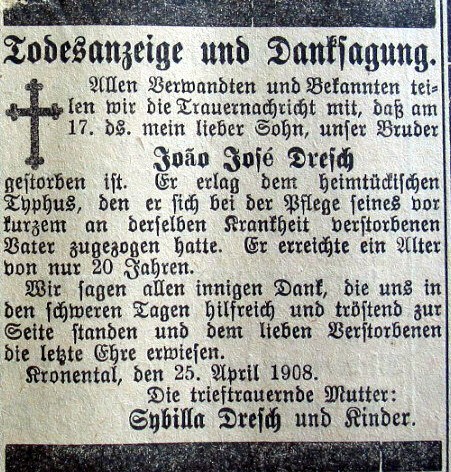 Todesanzeige und Danksagung.
Allen Verwandten und Bekannten tei-
len wir die Trauernachricht mit, daß am
17. ds. mein lieber Sohn, unser Bruder
João José Dresch
gestorben ist. Er erlag dem heimtückischen
Typhus, den er sich bei der Pflege seines vor
kurzem an derselben Krankheit verstorbenen
Vater zugezogen hatte. Er erreichte ein Alter
von nur 20 Jahren.
Wir sagen allen innigen Dank, die uns in
den schweren Tagen hilfreich und tröstend zur
Seite standen und dem lieben Verstorbenen
die letzte Ehre erwiesen.
Kronental, den 25. April 1908.
Die trieftrauernde Mutter:
Sybilla Dresch und Kinder.